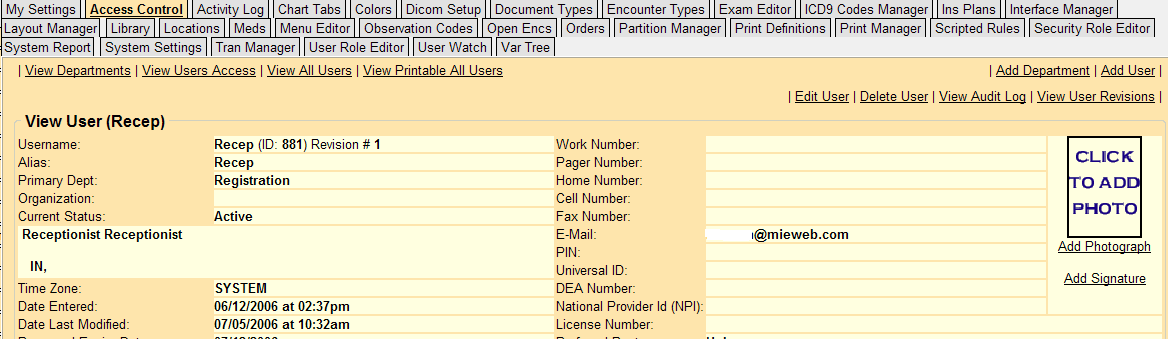 My Settings Access Control Activity Log Chart Tabs Colors Dicom Setup Document Types Encounter Types Exam Editor ICD9 Codes Manager Ins Plans Interface Manager
Layout Manager Library Locations Meds Menu Editor Observation Codes Open Encs Orders Partition Manager Print Definitions Print Manager Scripted Rules Security Role Editor
System Report System Settings Tran Manager User Role Editor User Watch Var Tree
| View Departments | View Users Access | View All Users | View Printable All Users | Add Department | Add User |
| Edit User | Delete User | View Audit Log | View User Revisions |
View User (Recep)
Username: Recep (ID: 881) Revision # 1 Work Number:
Alias: Recep Pager Number:
Primary Dept: Registration Home Number:
Organization: Cell Number:
Current Status: Active Fax Number:
Receptionist Receptionist E-Mail: @mieweb.com
PIN:
IN, Universal ID:
Time Zone: SYSTEM DEA Number:
Date Entered: 06/12/2006 at 02:37pm National Provider Id (NPI):
Date Last Modified: 07/05/2006 at 10:32am License Number:
CLICK
TO ADD
PHOTO
Add Photograph
Add Signature